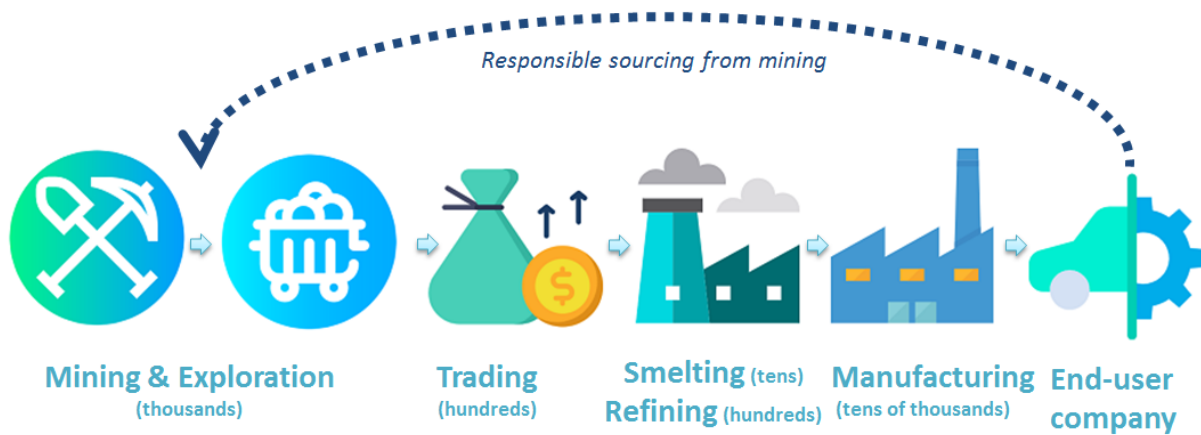 Responsible sourcing from mining
$
Mining & Exploration
(thousands)
Trading
(hundreds)
Smelting (tens)
Refining (hundreds)
Manufacturing
(tens of thousands)
End-user
company